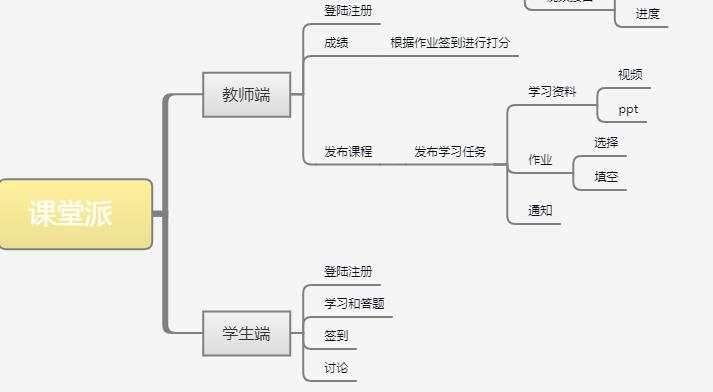 进度
登陆注册
成绩
根据作业签到进行打分
教师端
视频
学习资料
ppt
发布课程
发布学习任务
选择
作业
填空
通知
课堂派
登陆注册
学习和答题
学生端
签到
讨论